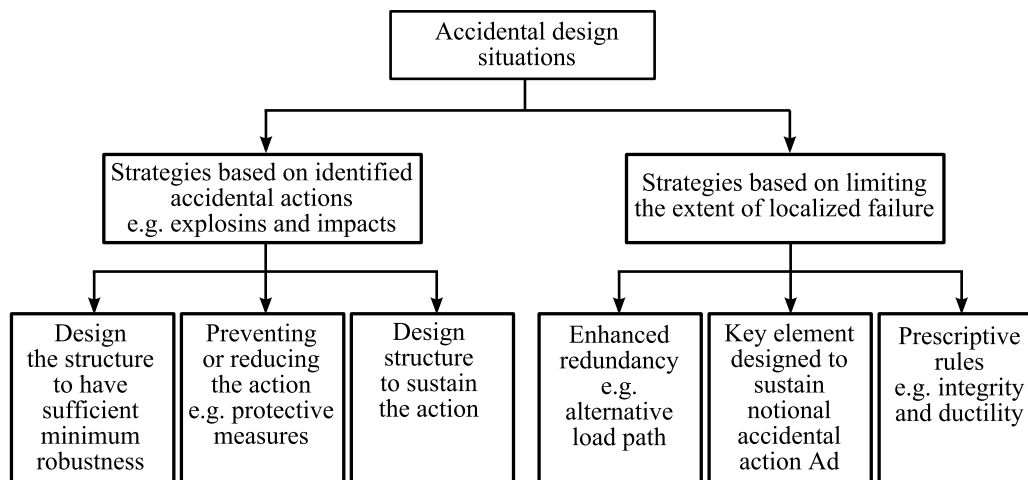 Accidental design
situations
Strategies based on identified
accidental actions
e.g. explosins and impacts
Strategies based on limiting
the extent of localized failure
Design
the structure
to have
sufficient
minimum
robustness
Preventing
or reducing
the action
e.g. protective
measures
Design
structure
to sustain
the action
Enhanced
redundancy
e.g.
alternative
load path
Key element
designed to
sustain
notional
accidental
action Ad
Prescriptive
rules
e.g. integrity
and ductility